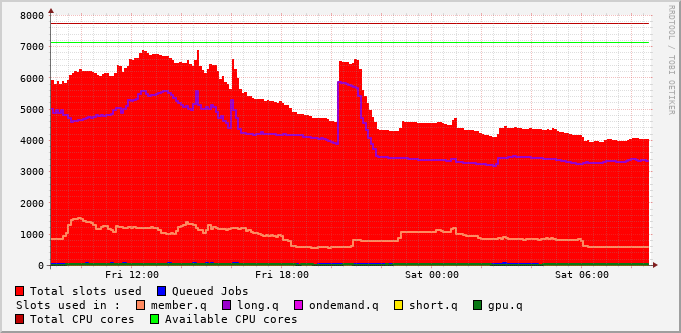 8000
7000
6000
5000
4000
3000
2000
1000
0
Fri 12:00 Fri 18:00 Sat 00:00 Sat 06:00
RRDTOOL / TOBI OETIKER
Total slots used Queued Jobs
Slots used in : member.q long.q ondemand.q short.q gpu.q
Total CPU cores Available CPU cores